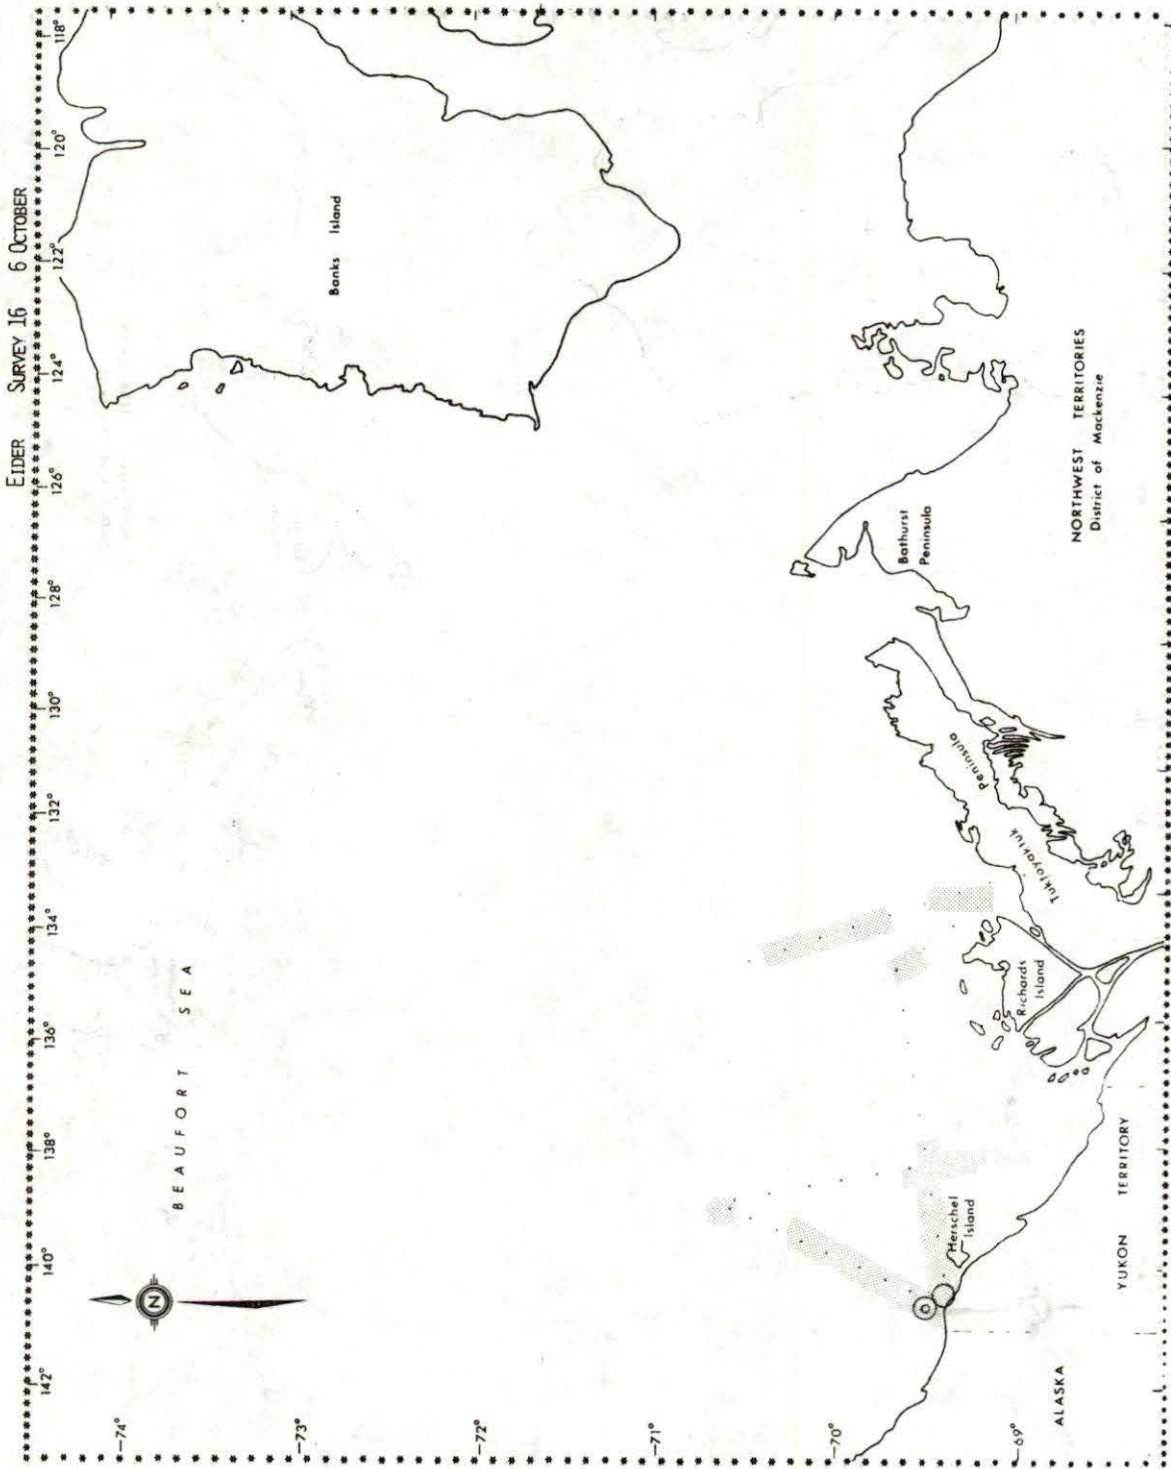 EIDER SURVEY 16 6 OCTOBER
142° 140° 138° 136° 134° 132° 130° 128° 126° 124° 122° 120° 118°
74°
73°
72°
71°
70°
69°
N
BEAUFORT SEA
Banks Island
Bathurst
Peninsula
Tuktoyaktuk Peninsula
Richards
Island
Herschel
Island
NORTHWEST TERRITORIES
District of Mackenzie
YUKON TERRITORY
ALASKA